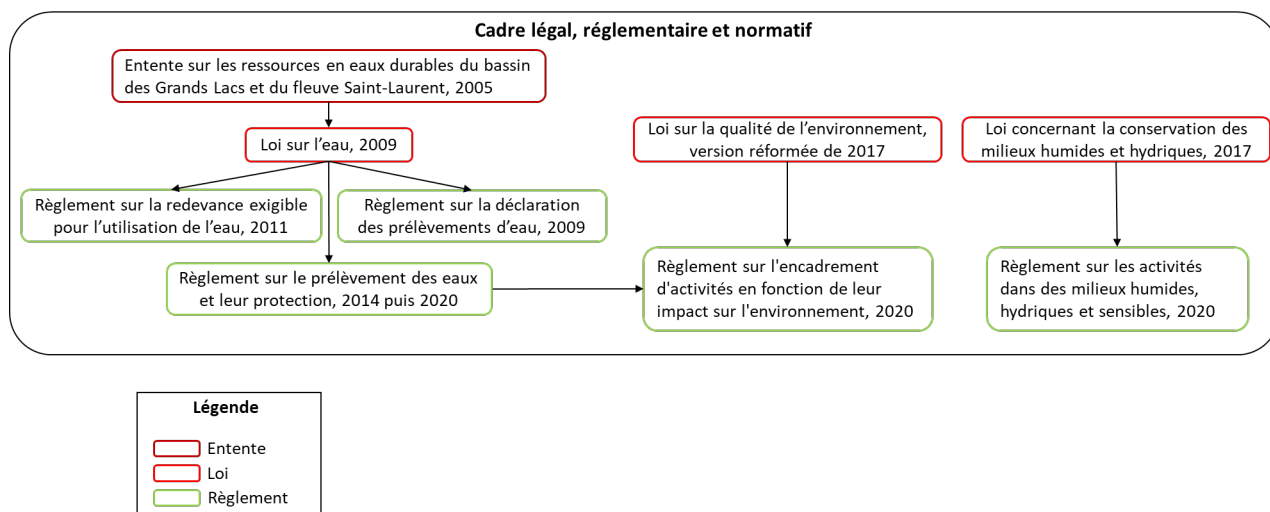 Cadre légal, réglementaire et normatif
Entente sur les ressources en eaux durables du bassin
des Grands Lacs et du fleuve Saint-Laurent, 2005
Loi sur l’eau, 2009
Loi sur la qualité de l’environnement,
version réformée de 2017
Loi concernant la conservation des
milieux humides et hydriques, 2017
Règlement sur la redevance exigible
pour l’utilisation de l’eau, 2011
Règlement sur la déclaration
des prélèvements d’eau, 2009
Règlement sur le prélèvement des eaux
et leur protection, 2014 puis 2020
Règlement sur l'encadrement
d'activités en fonction de leur
impact sur l'environnement, 2020
Règlement sur les activités
dans des milieux humides,
hydriques et sensibles, 2020
Légende
Entente
Loi
Règlement